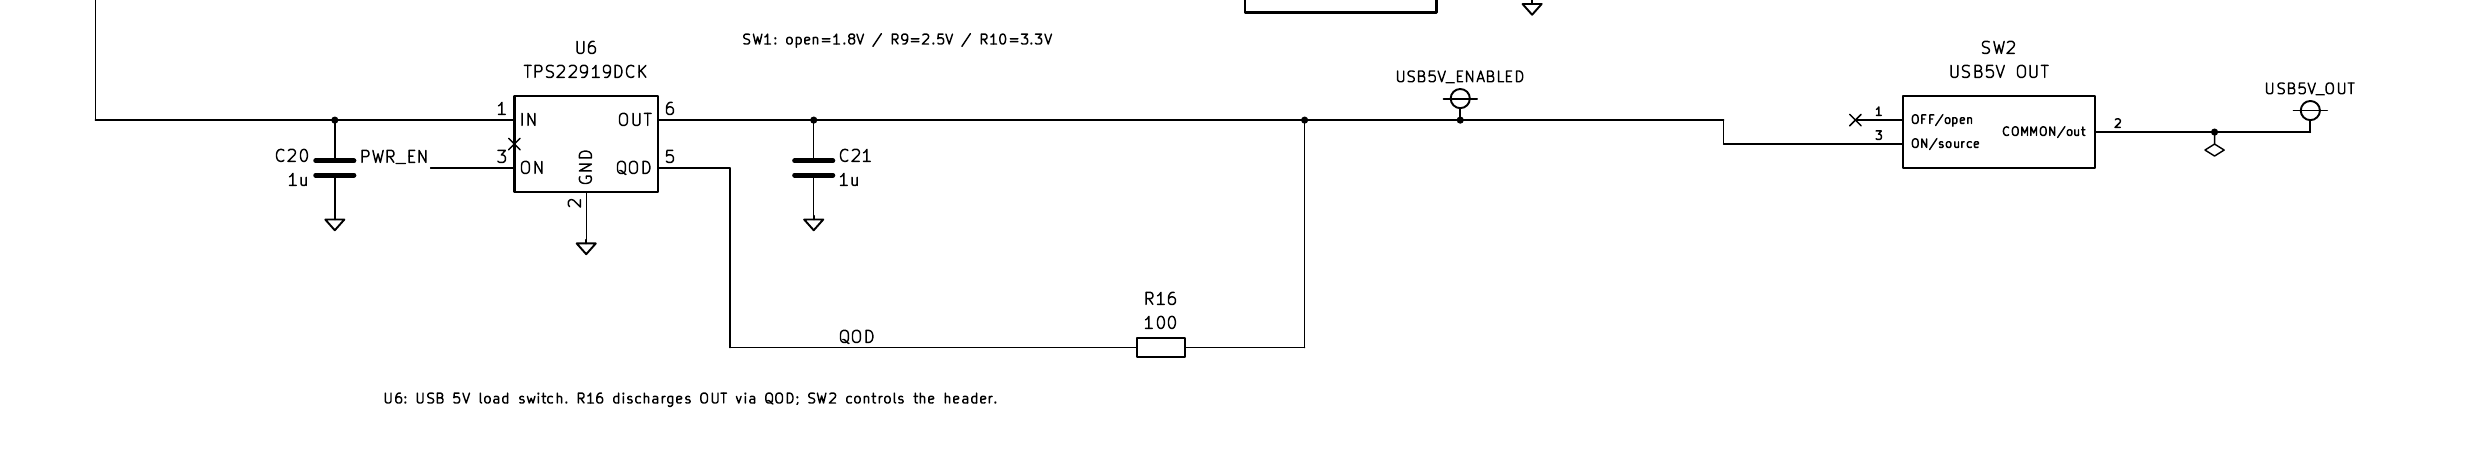 SW1: open=1.8V / R9=2.5V / R10=3.3V
U6
TPS22919DCK
1
IN
OUT
6
3
ON
GND
QOD
5
2
C20
1u
PWR_EN
C21
1u
USB5V_ENABLED
SW2
USB5V OUT
1
OFF/open
3
ON/source
COMMON/out
2
USB5V_OUT
R16
100
QOD
U6: USB 5V load switch. R16 discharges OUT via QOD; SW2 controls the header.